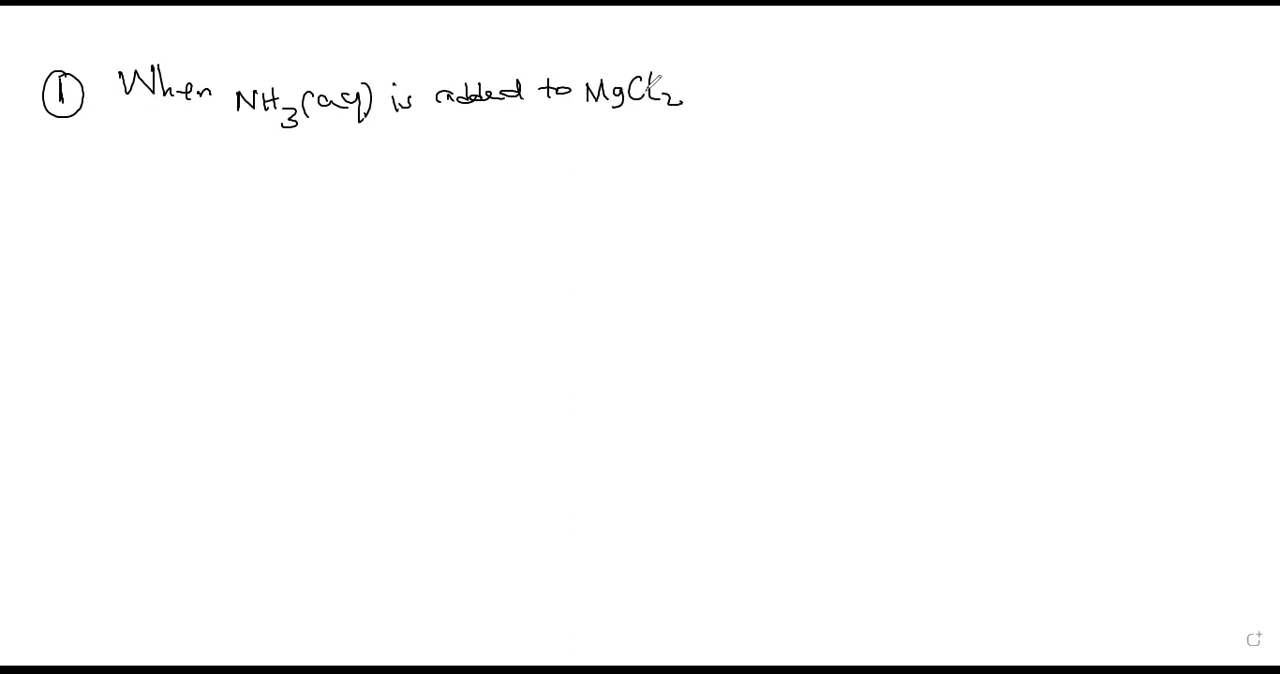 ① When NH₃(aq) is added to MgCl₂